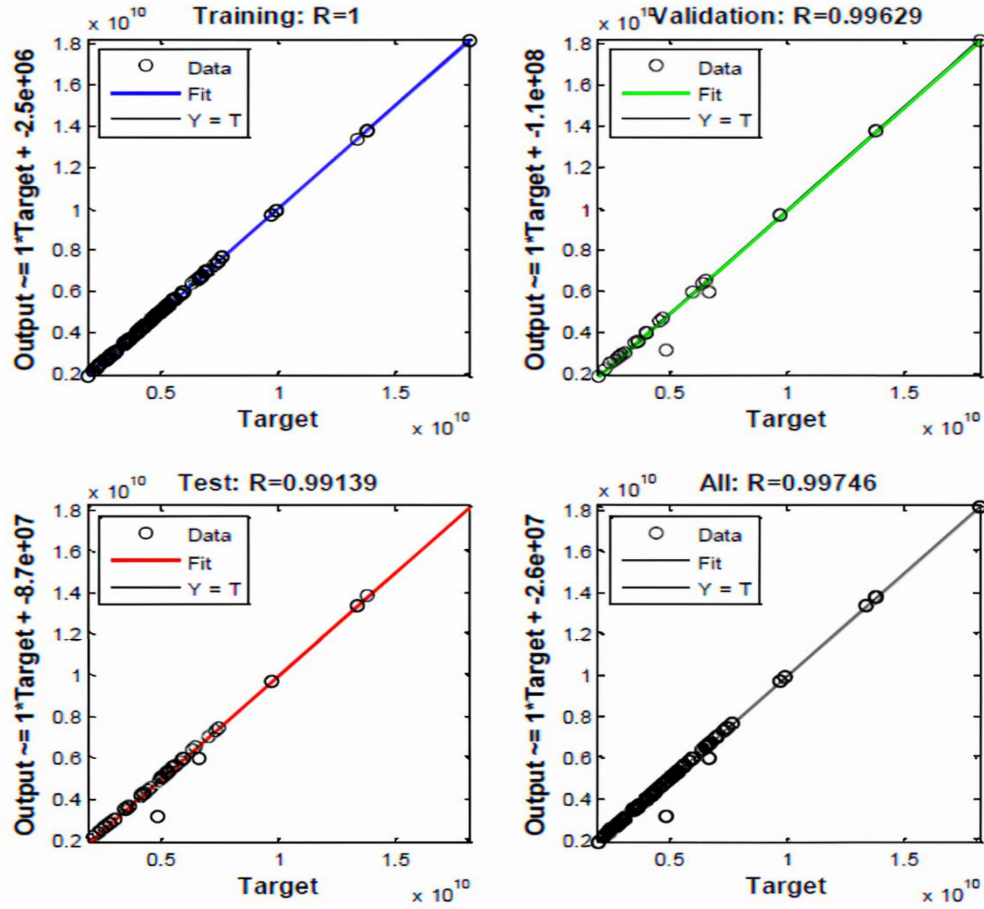 x 10^10 Training: R=1
Output ~= 1*Target + -2.5e+06
1.8
1.6
1.4
1.2
1
0.8
0.6
0.4
0.2
Data
Fit
Y = T
0.5 1 1.5
Target
x 10^10
x 10^10 Validation: R=0.99629
Output ~= 1*Target + -1.1e+08
1.8
1.6
1.4
1.2
1
0.8
0.6
0.4
0.2
Data
Fit
Y = T
0.5 1 1.5
Target
x 10^10
x 10^10 Test: R=0.99139
Output ~= 1*Target + -8.7e+07
1.8
1.6
1.4
1.2
1
0.8
0.6
0.4
0.2
Data
Fit
Y = T
0.5 1 1.5
Target
x 10^10
x 10^10 All: R=0.99746
Output ~= 1*Target + -2.6e+07
1.8
1.6
1.4
1.2
1
0.8
0.6
0.4
0.2
Data
Fit
Y = T
0.5 1 1.5
Target
x 10^10